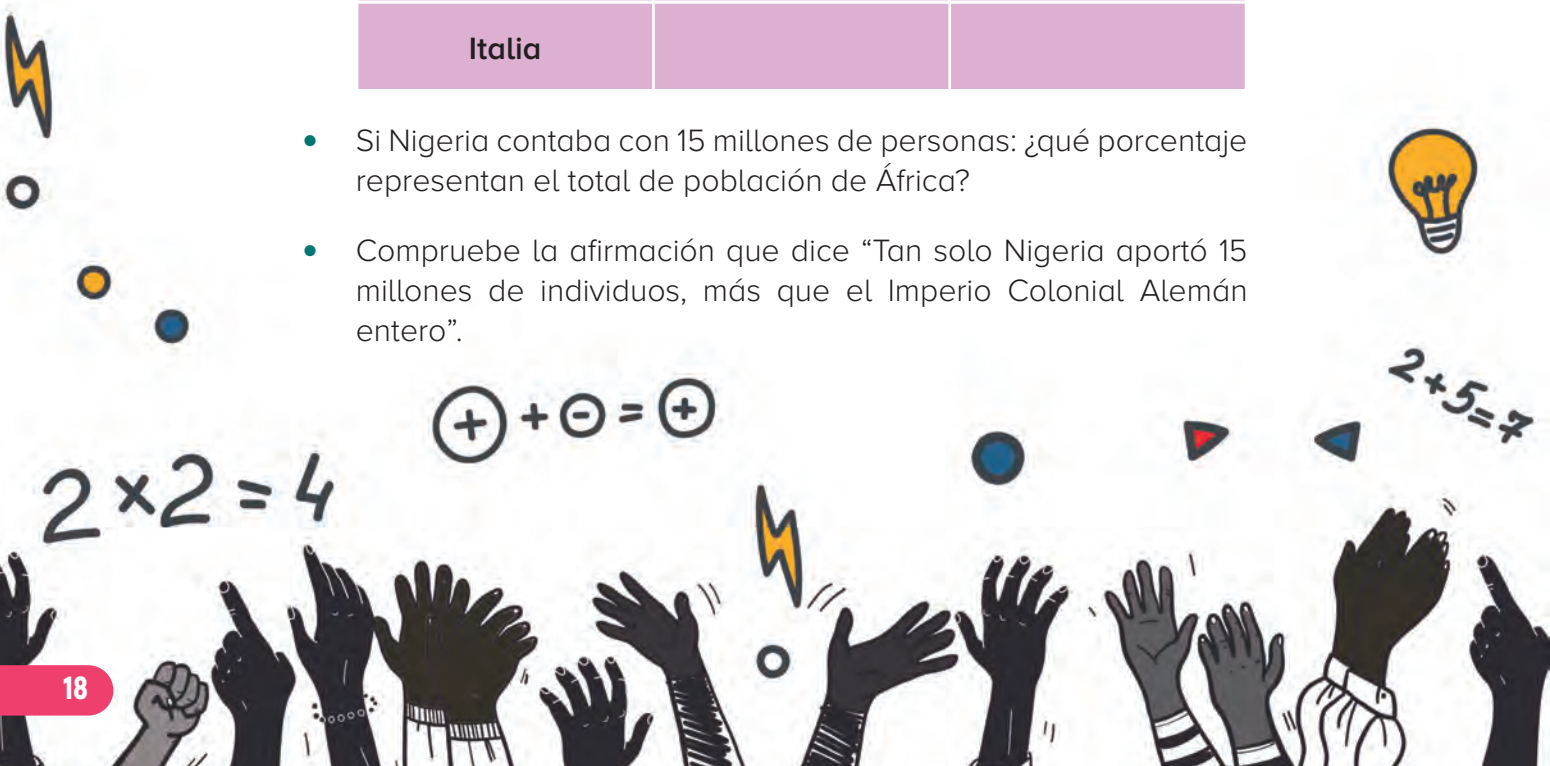 Italia
• Si Nigeria contaba con 15 millones de personas: ¿qué porcentaje
representan el total de población de África?
• Compruebe la afirmación que dice “Tan solo Nigeria aportó 15
millones de individuos, más que el Imperio Colonial Alemán
entero”.
2+5=7
+ + - = +
2×2=4
18